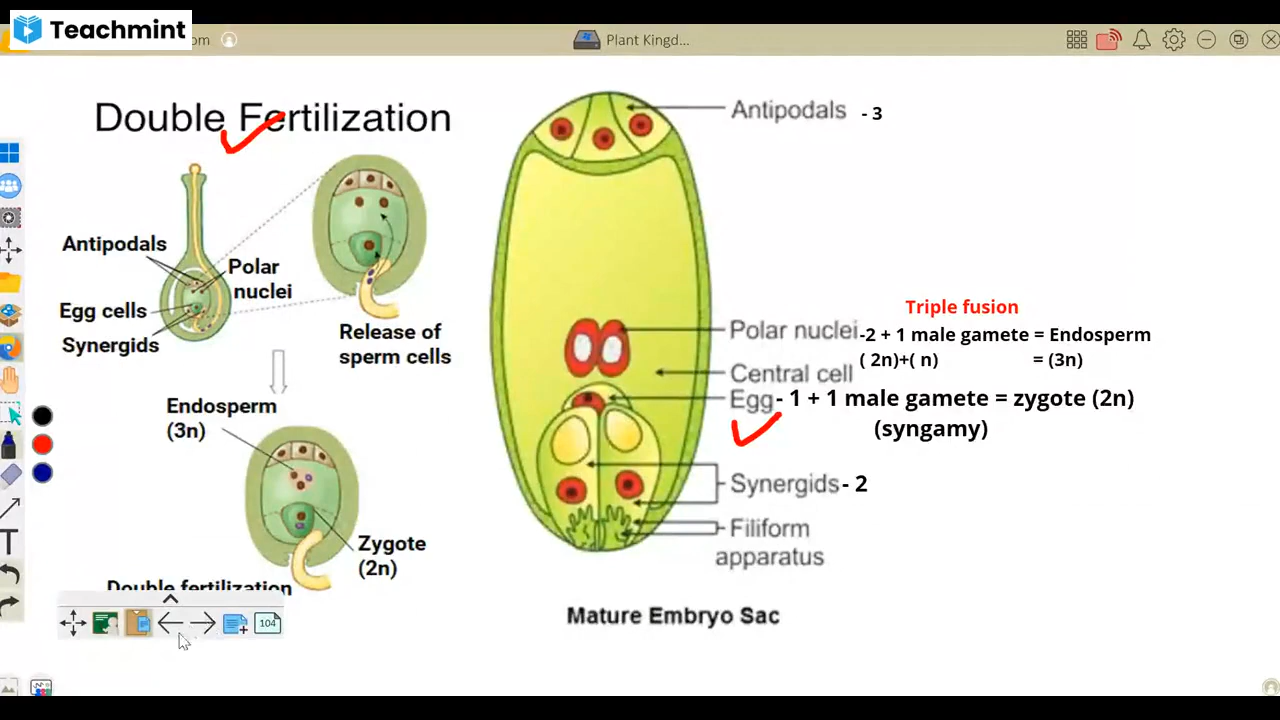 Teachmint
om
Plant Kingd...
Double Fertilization
Antipodals
Polar
nuclei
Egg cells
Synergids
Release of
sperm cells
Endosperm
(3n)
Zygote
(2n)
Double fertilization
104
Antipodals - 3
Triple fusion
Polar nuclei -2 + 1 male gamete = Endosperm
( 2n)+( n) = (3n)
Central cell
Egg - 1 + 1 male gamete = zygote (2n)
(syngamy)
Synergids - 2
Filiform
apparatus
Mature Embryo Sac